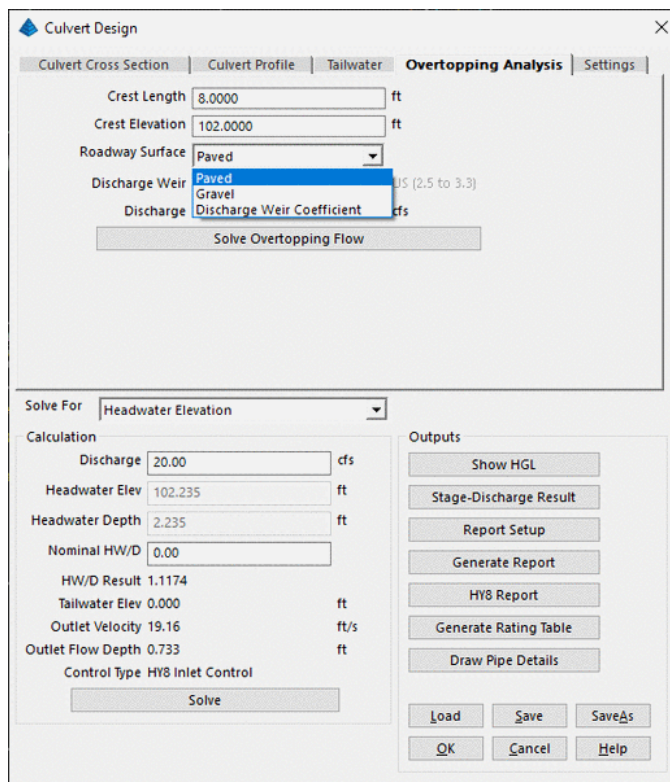 Culvert Design
Culvert Cross Section Culvert Profile Tailwater Overtopping Analysis Settings
Crest Length 8.0000 ft
Crest Elevation 102.0000 ft
Roadway Surface Paved
Paved
Discharge Weir US (2.5 to 3.3)
Gravel
Discharge Weir Coefficient
Discharge cfs
Solve Overtopping Flow
Solve For Headwater Elevation
Calculation
Discharge 20.00 cfs
Headwater Elev 102.235 ft
Headwater Depth 2.235 ft
Nominal HW/D 0.00
HW/D Result 1.1174
Tailwater Elev 0.000 ft
Outlet Velocity 19.16 ft/s
Outlet Flow Depth 0.733 ft
Control Type HY8 Inlet Control
Solve
Outputs
Show HGL
Stage-Discharge Result
Report Setup
Generate Report
HY8 Report
Generate Rating Table
Draw Pipe Details
Load Save SaveAs
OK Cancel Help